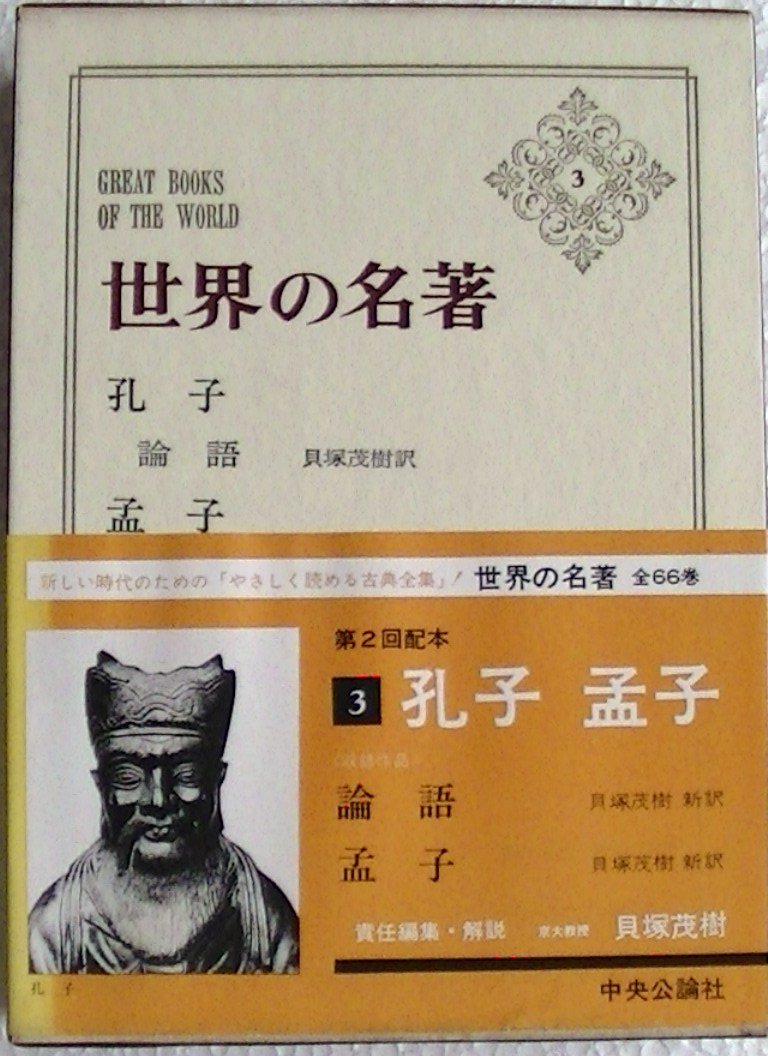 3
GREAT BOOKS
OF THE WORLD
世界の名著
孔子
論語 貝塚茂樹訳
孟子
新しい時代のための「やさしく読める古典全集」! 世界の名著 全66巻
第2回配本
3 孔子 孟子
〈収録作品〉
論語 貝塚茂樹 新訳
孟子 貝塚茂樹 新訳
責任編集・解説 京大教授 貝塚茂樹
孔子
中央公論社